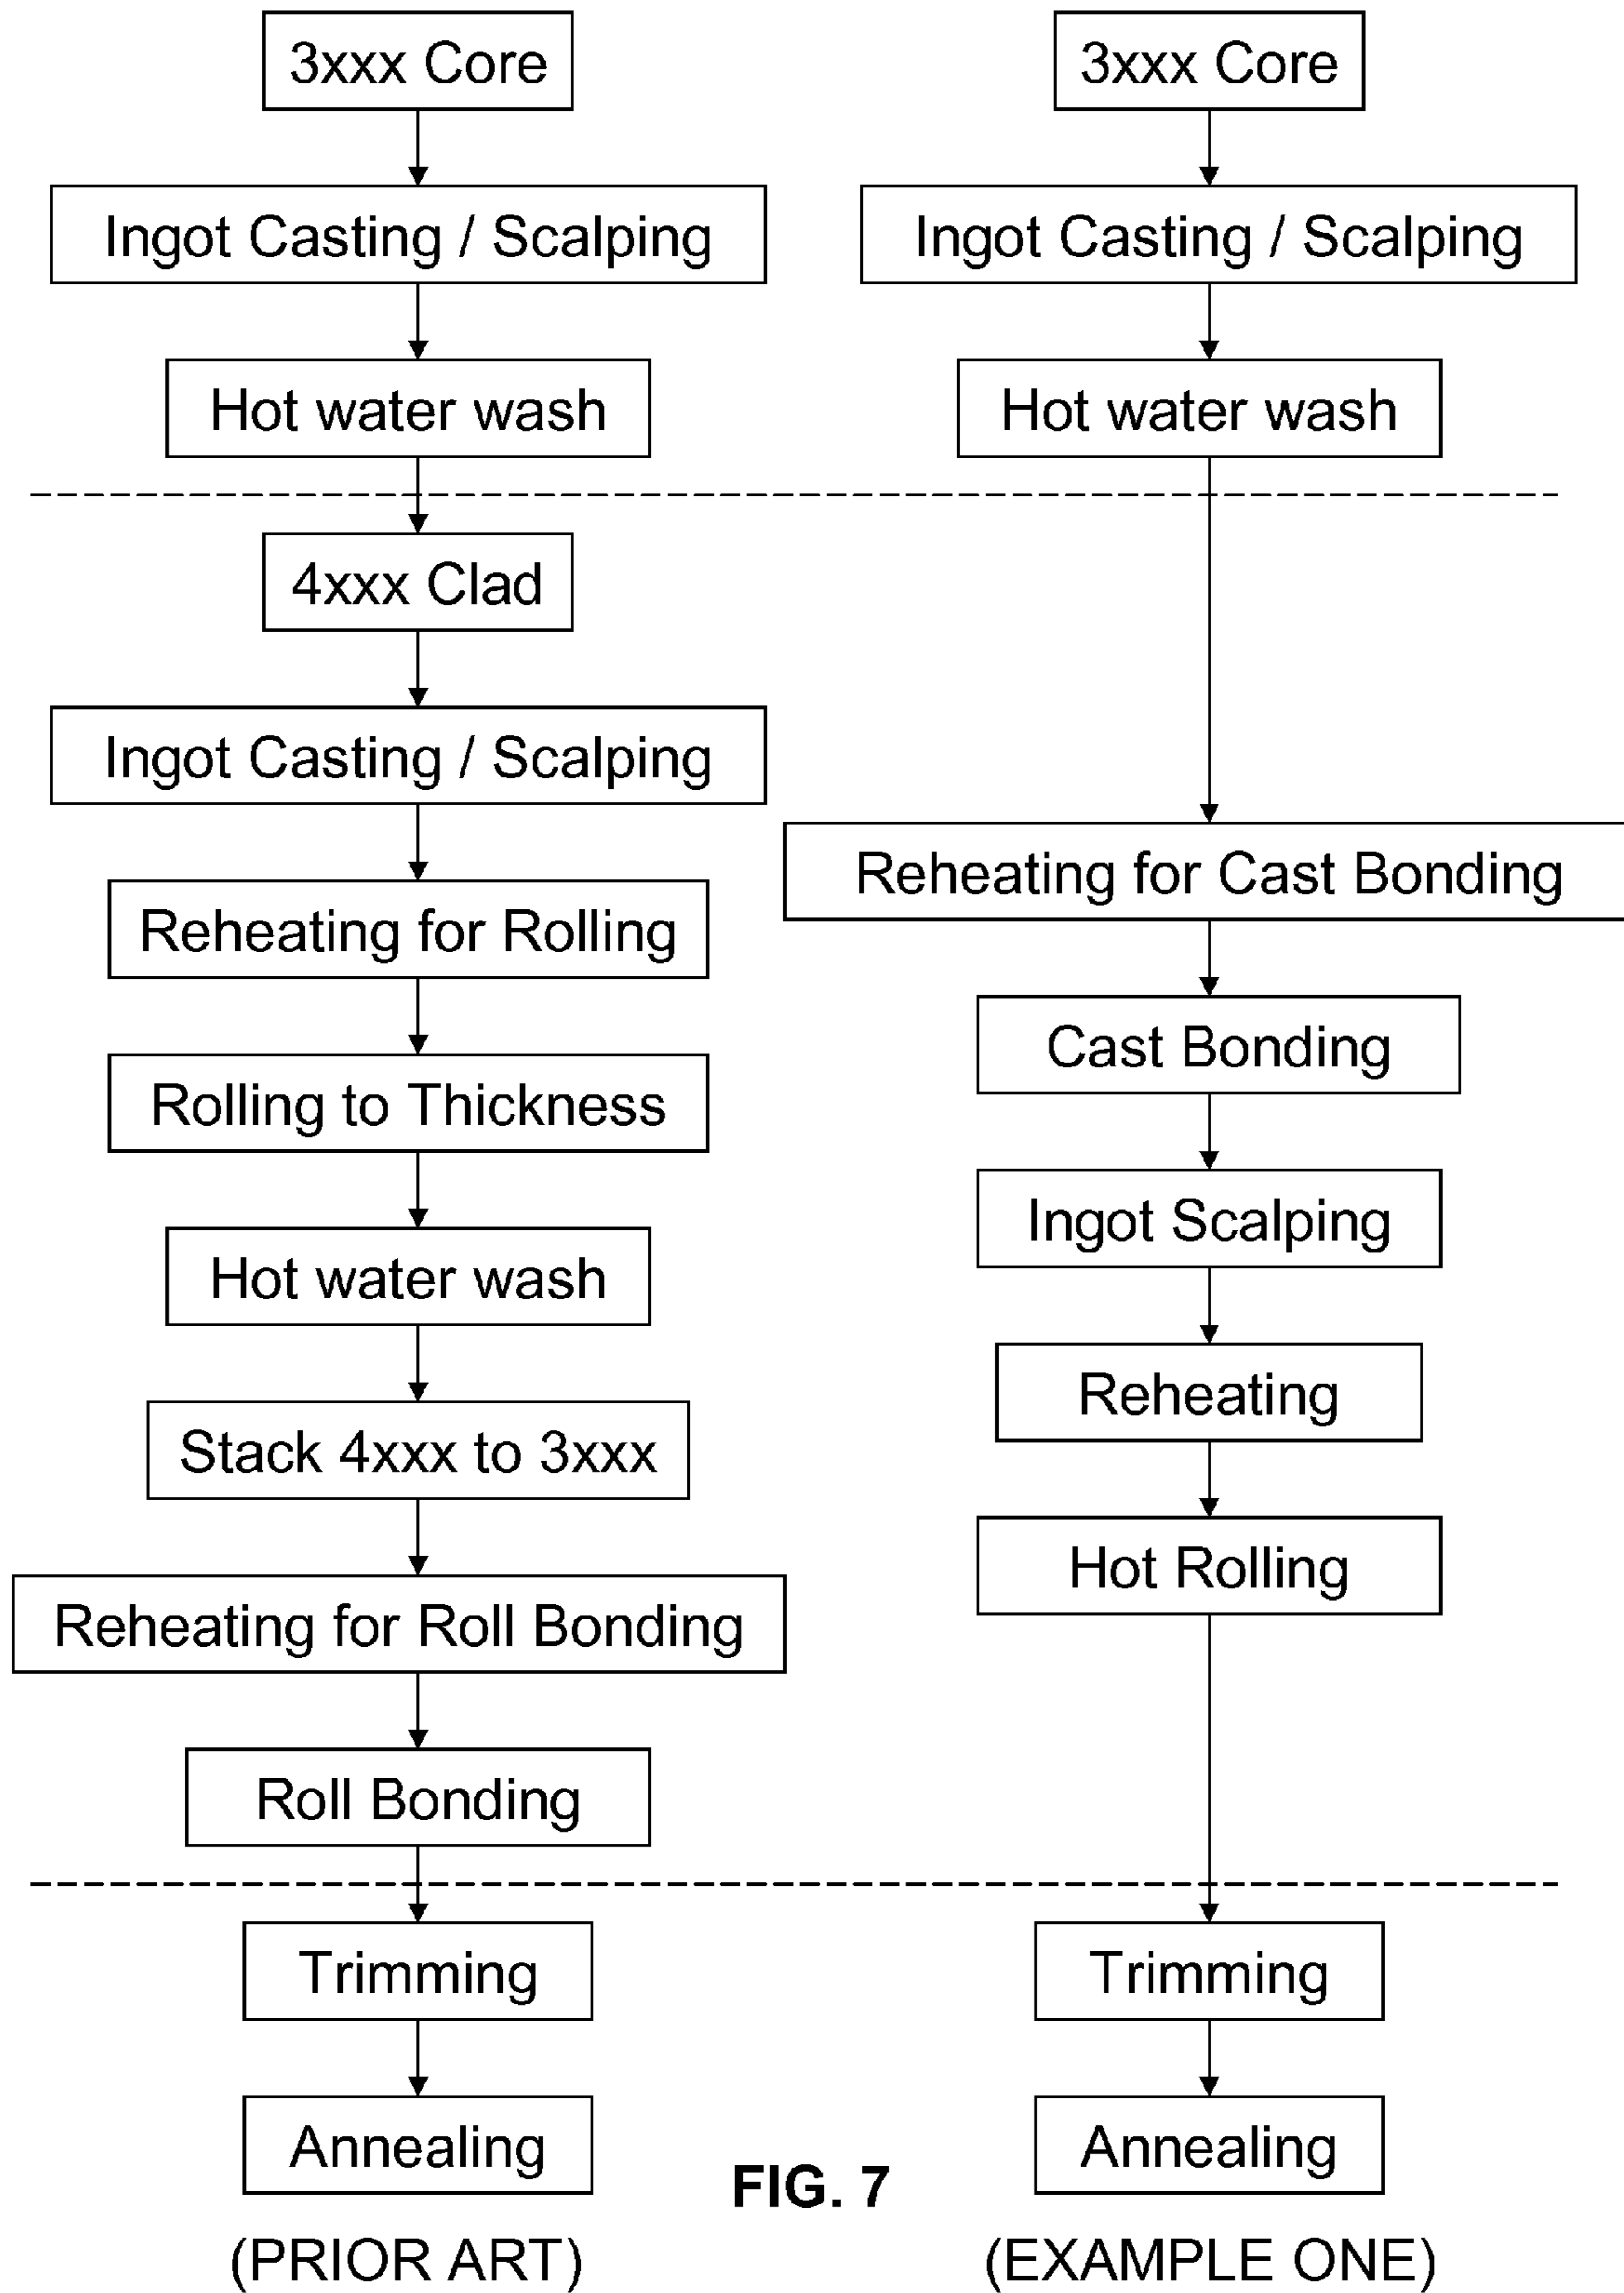 3xxx Core
Ingot Casting / Scalping
Hot water wash
4xxx Clad
Ingot Casting / Scalping
Reheating for Rolling
Rolling to Thickness
Hot water wash
Stack 4xxx to 3xxx
Reheating for Roll Bonding
Roll Bonding
Trimming
Annealing
(PRIOR ART)
3xxx Core
Ingot Casting / Scalping
Hot water wash
Reheating for Cast Bonding
Cast Bonding
Ingot Scalping
Reheating
Hot Rolling
Trimming
Annealing
(EXAMPLE ONE)
FIG. 7